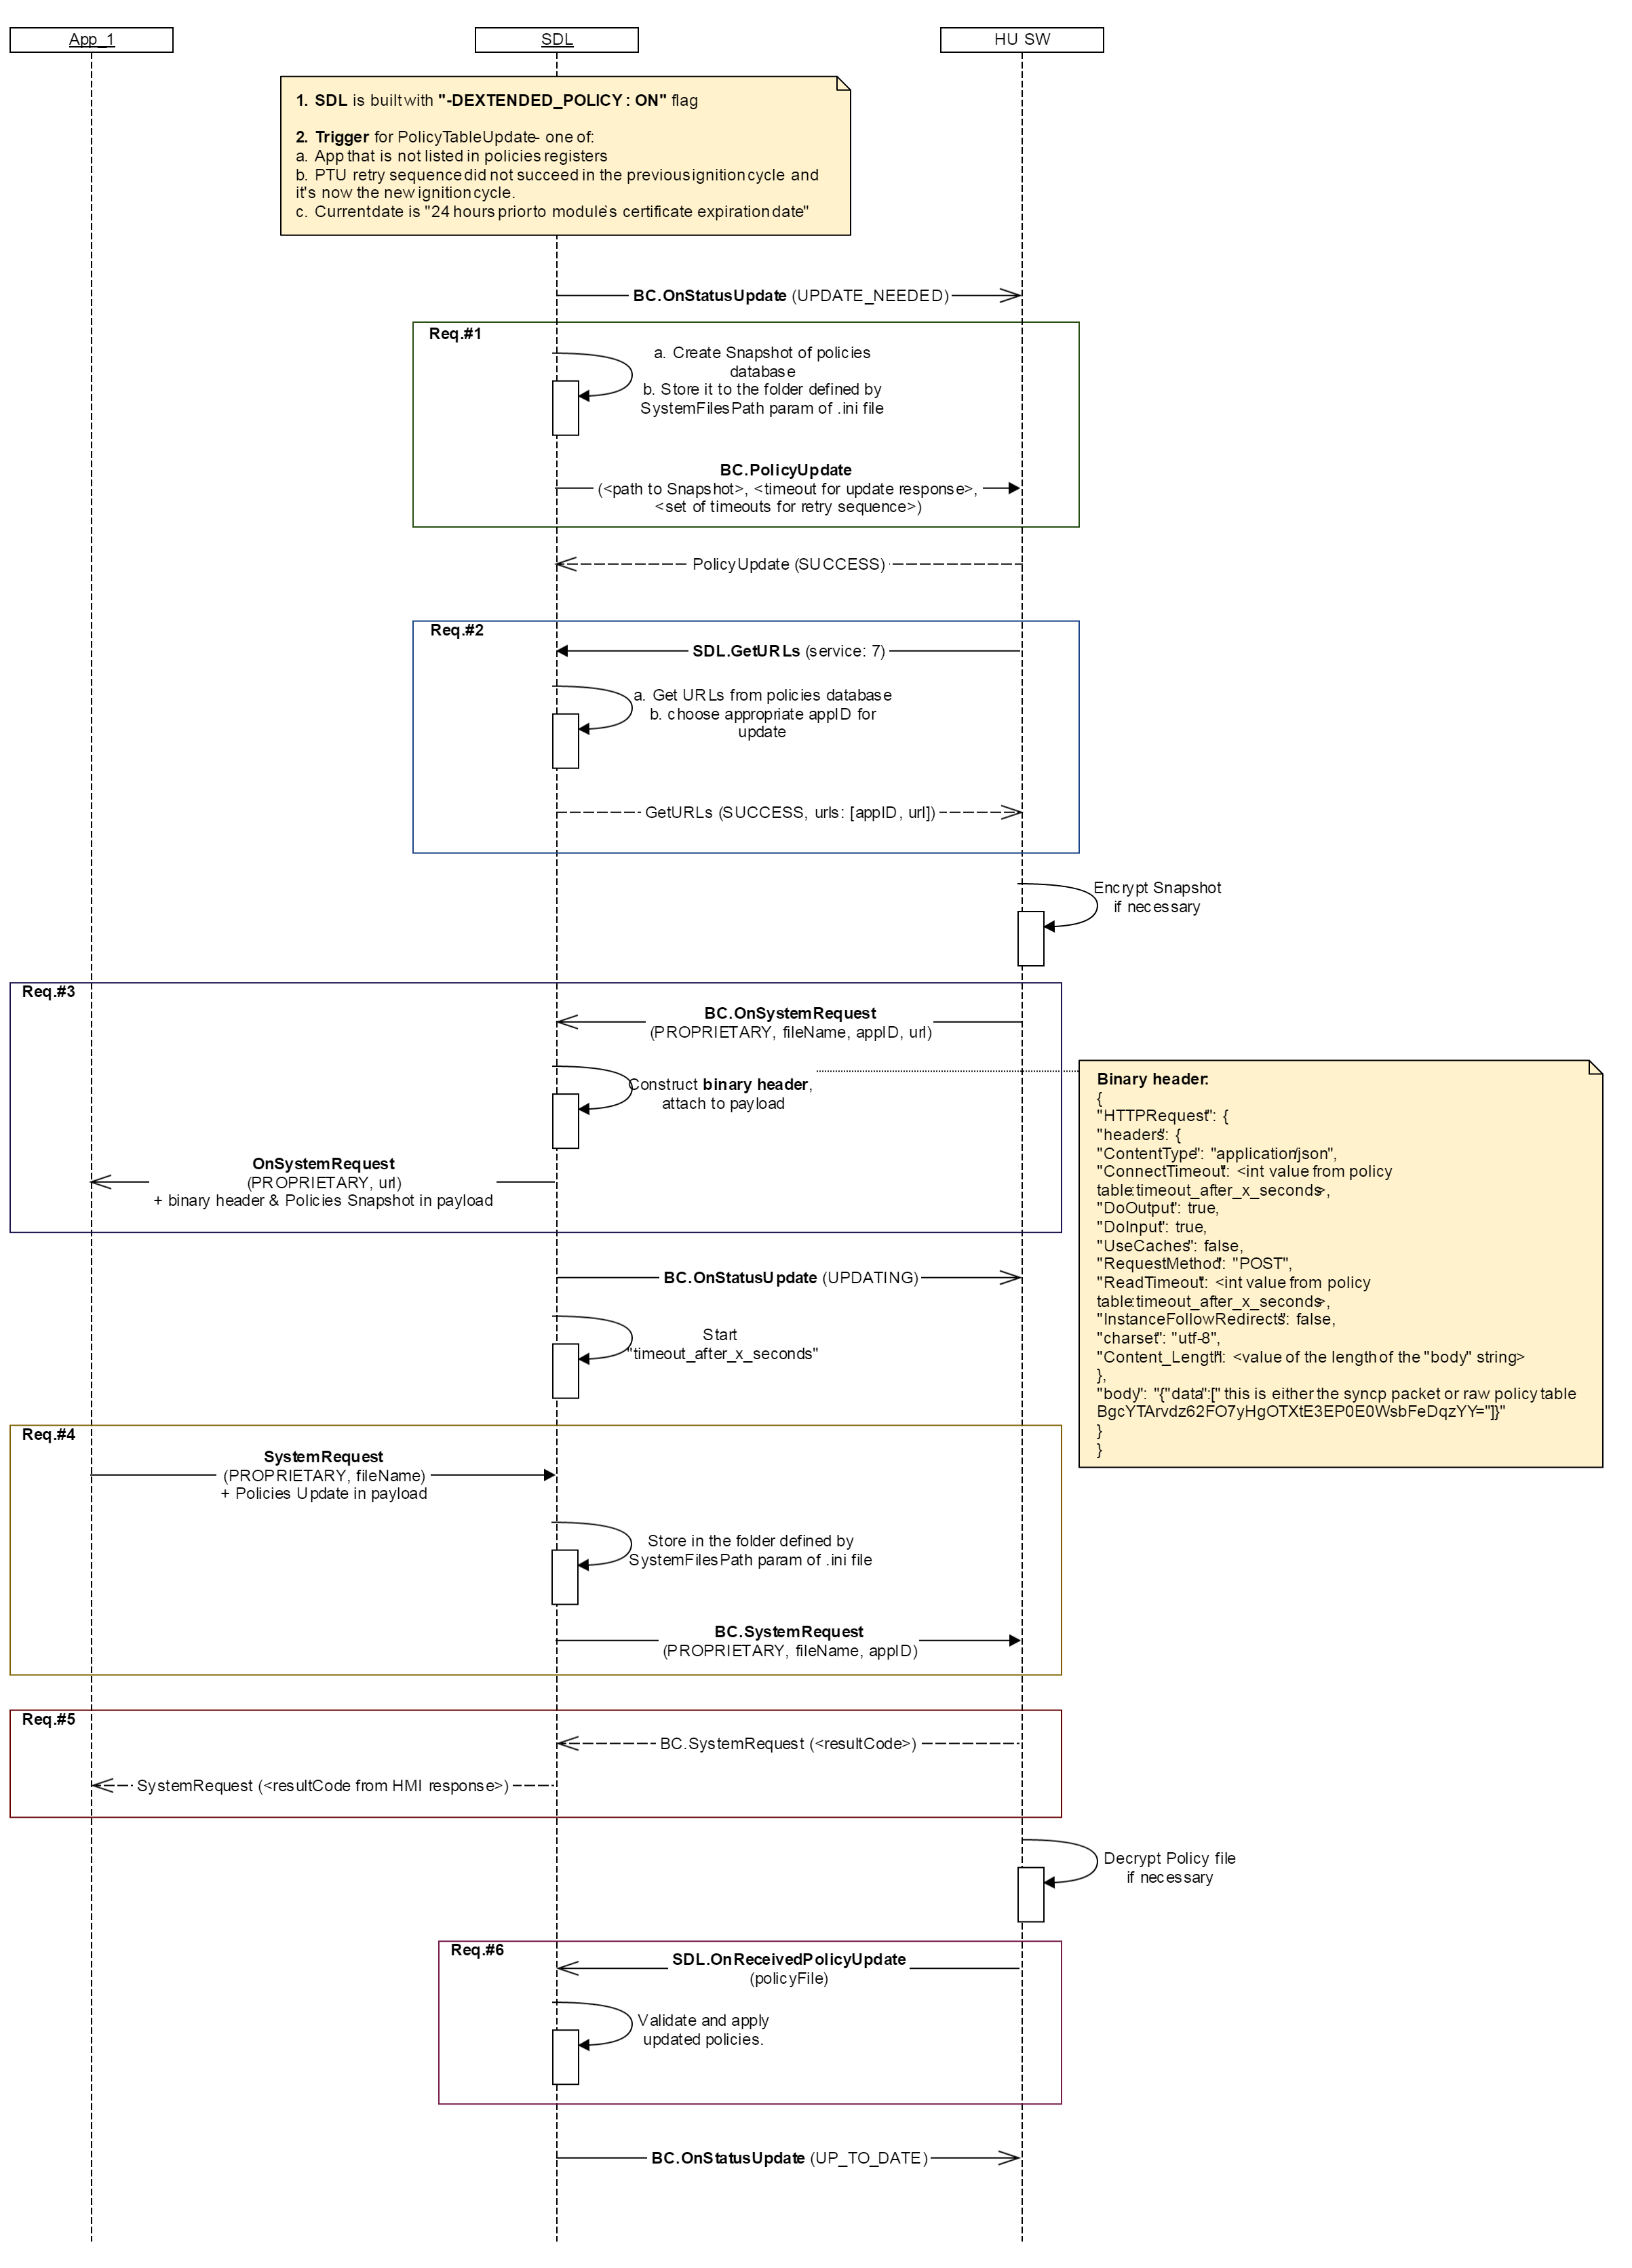 App_1
SDL
HU SW
1. SDL is built with "-DEXTENDED_POLICY : ON" flag
2. Trigger for PolicyTableUpdate- one of:
a. App that is not listed in policies registers
b. PTU retry sequence did not succeed in the previous ignition cycle and
it's now the new ignition cycle.
c. Current date is "24 hours prior to module`s certificate expiration date"
BC.OnStatusUpdate (UPDATE_NEEDED)
Req.#1
a. Create Snapshot of policies
database
b. Store it to the folder defined by
SystemFilesPath param of .ini file
BC.PolicyUpdate
(<path to Snapshot>, <timeout for update response>,
<set of timeouts for retry sequence>)
PolicyUpdate (SUCCESS)
Req.#2
SDL.GetURLs (service: 7)
a. Get URLs from policies database
b. choose appropriate appID for
update
GetURLs (SUCCESS, urls: [appID, url])
Encrypt Snapshot
if necessary
Req.#3
BC.OnSystemRequest
(PROPRIETARY, fileName, appID, url)
Construct binary header,
attach to payload
OnSystemRequest
(PROPRIETARY, url)
+ binary header & Policies Snapshot in payload
Binary header:
{
"HTTPRequest": {
"headers": {
"ContentType": "application/json",
"ConnectTimeout": <int value from policy
table:timeout_after_x_seconds>,
"DoOutput": true,
"DoInput": true,
"UseCaches": false,
"RequestMethod": "POST",
"ReadTimeout": <int value from policy
table:timeout_after_x_seconds>,
"InstanceFollowRedirects": false,
"charset": "utf-8",
"Content_Length": <value of the length of the "body" string>
},
"body": "{"data":[" this is either the syncp packet or raw policy table
BgcYTArvdz62FO7yHgOTXtE3EP0E0WsbFeDqzYY="]}"
}
}
BC.OnStatusUpdate (UPDATING)
Start
"timeout_after_x_seconds"
Req.#4
SystemRequest
(PROPRIETARY, fileName)
+ Policies Update in payload
Store in the folder defined by
SystemFilesPath param of .ini file
BC.SystemRequest
(PROPRIETARY, fileName, appID)
Req.#5
BC.SystemRequest (<resultCode>)
SystemRequest (<resultCode from HMI response>)
Decrypt Policy file
if necessary
Req.#6
SDL.OnReceivedPolicyUpdate
(policyFile)
Validate and apply
updated policies.
BC.OnStatusUpdate (UP_TO_DATE)